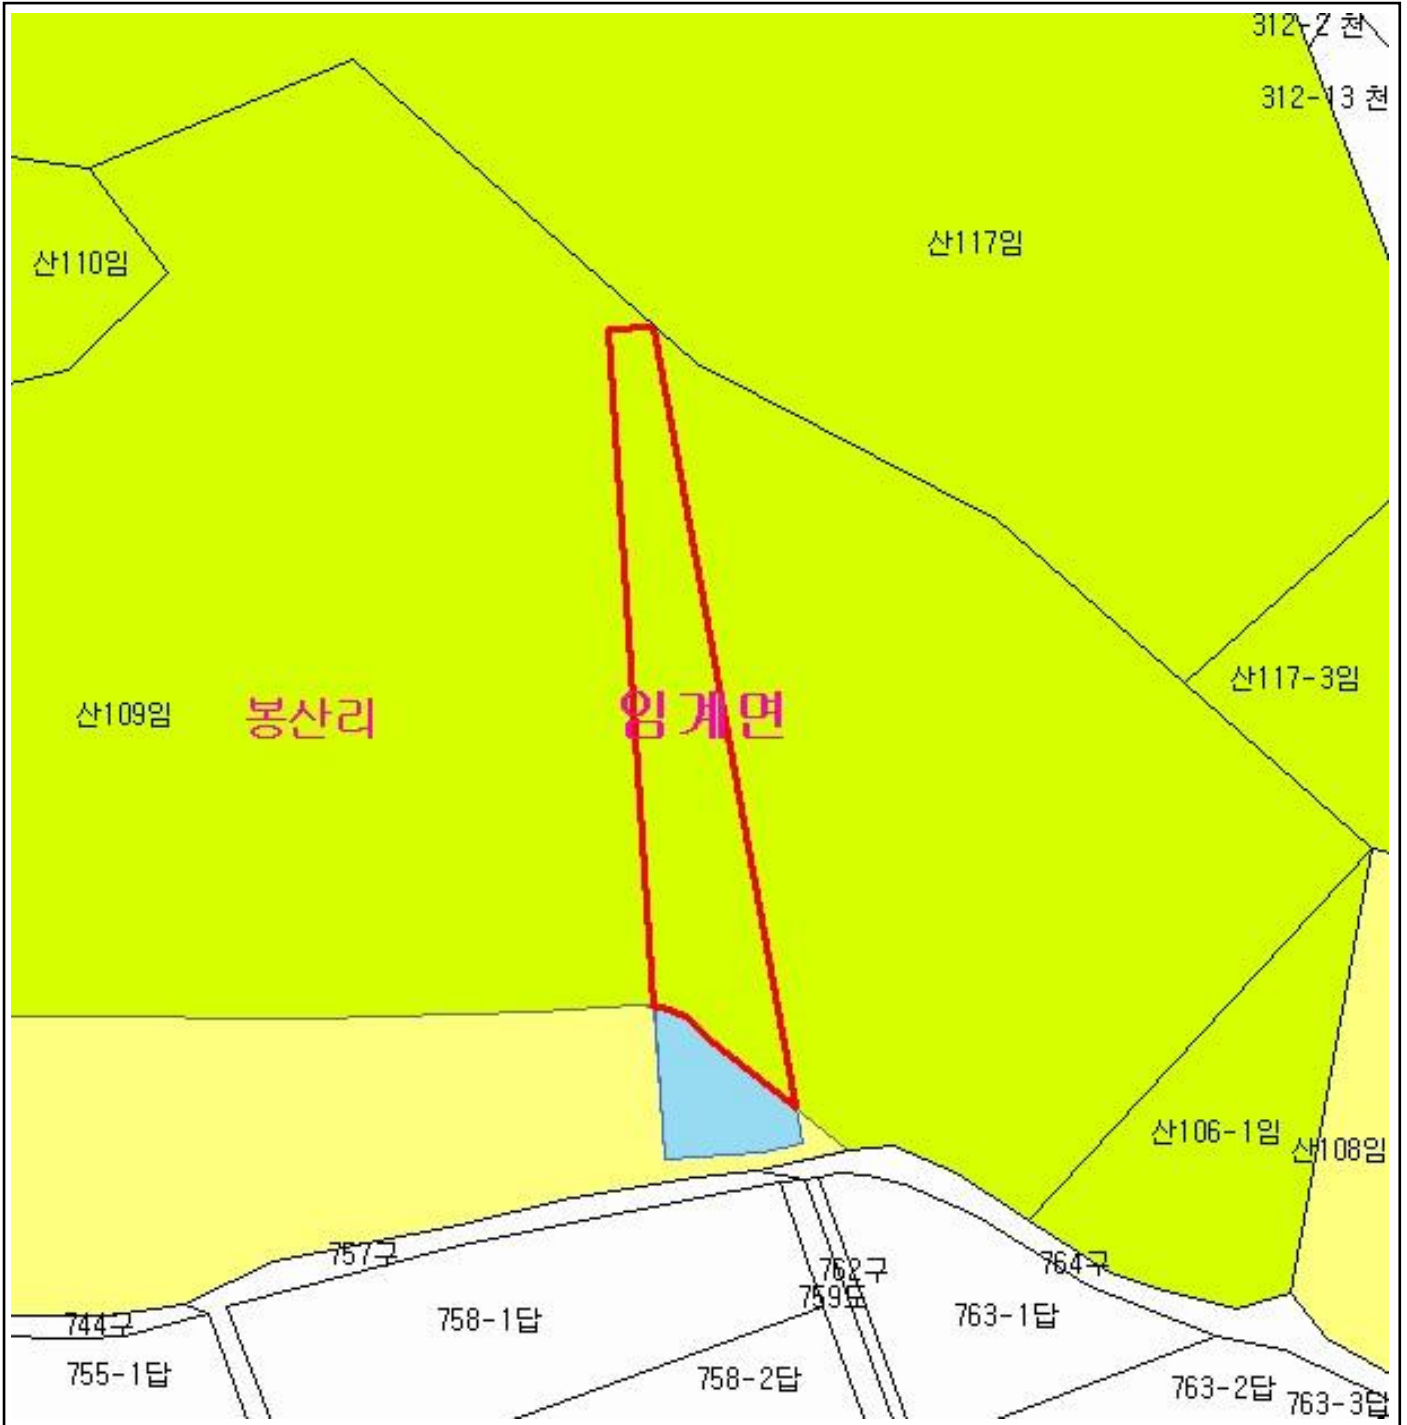 312-2 천
312-13 천
산117임
산110임
산117-3임
산109임
봉산리
임계면
산106-1임
산108임
757구
764구
762구
759도
744구
758-1답
763-1답
755-1답
758-2답
763-2답
763-3답